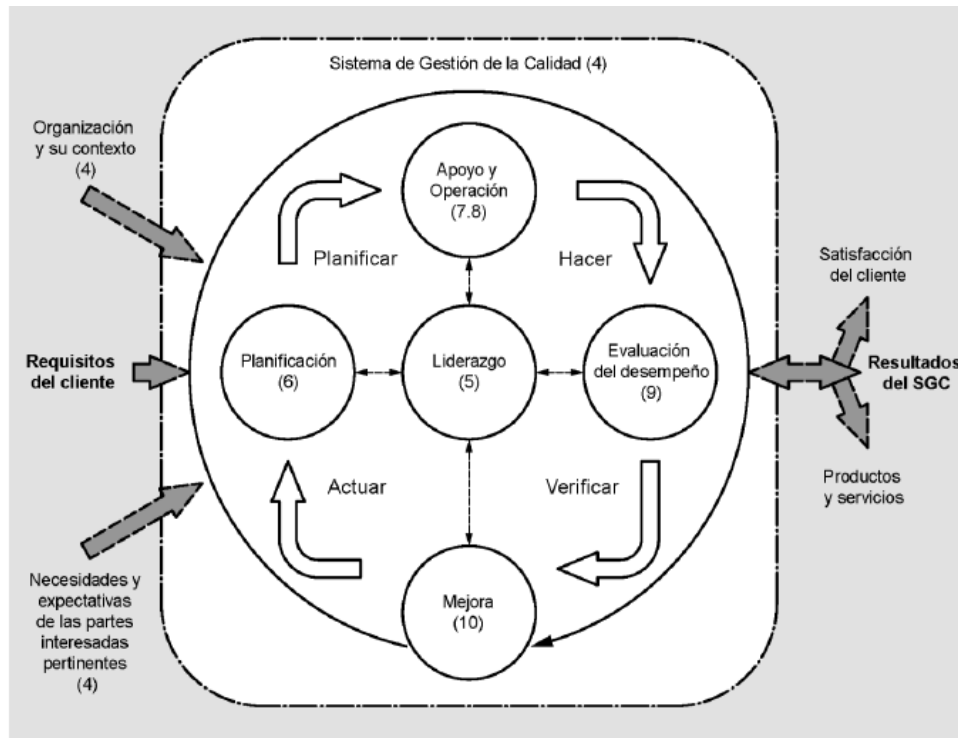 Sistema de Gestión de la Calidad (4)
Organización
y su contexto
(4)
Apoyo y
Operación
(7.8)
Planificar
Hacer
Satisfacción
del cliente
Requisitos
del cliente
Planificación
(6)
Liderazgo
(5)
Evaluación
del desempeño
(9)
Resultados
del SGC
Actuar
Verificar
Productos
y servicios
Necesidades y
expectativas
de las partes
interesadas
pertinentes
(4)
Mejora
(10)